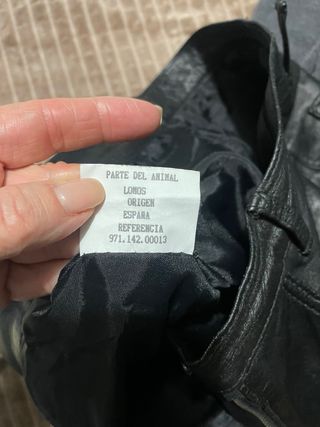 PARTE DEL ANIMAL
LOMOS
ORIGEN
ESPAÑA
REFERENCIA
971.142.00013